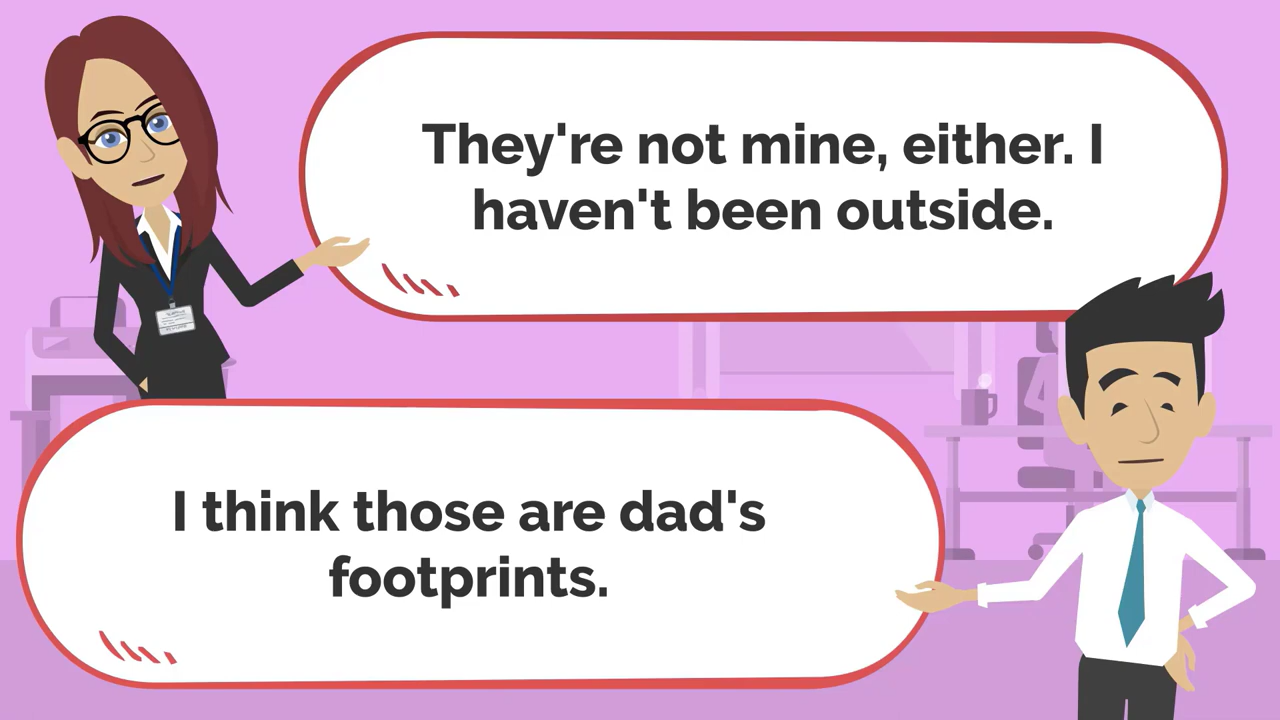 They're not mine, either. I
haven't been outside.
I think those are dad's
footprints.